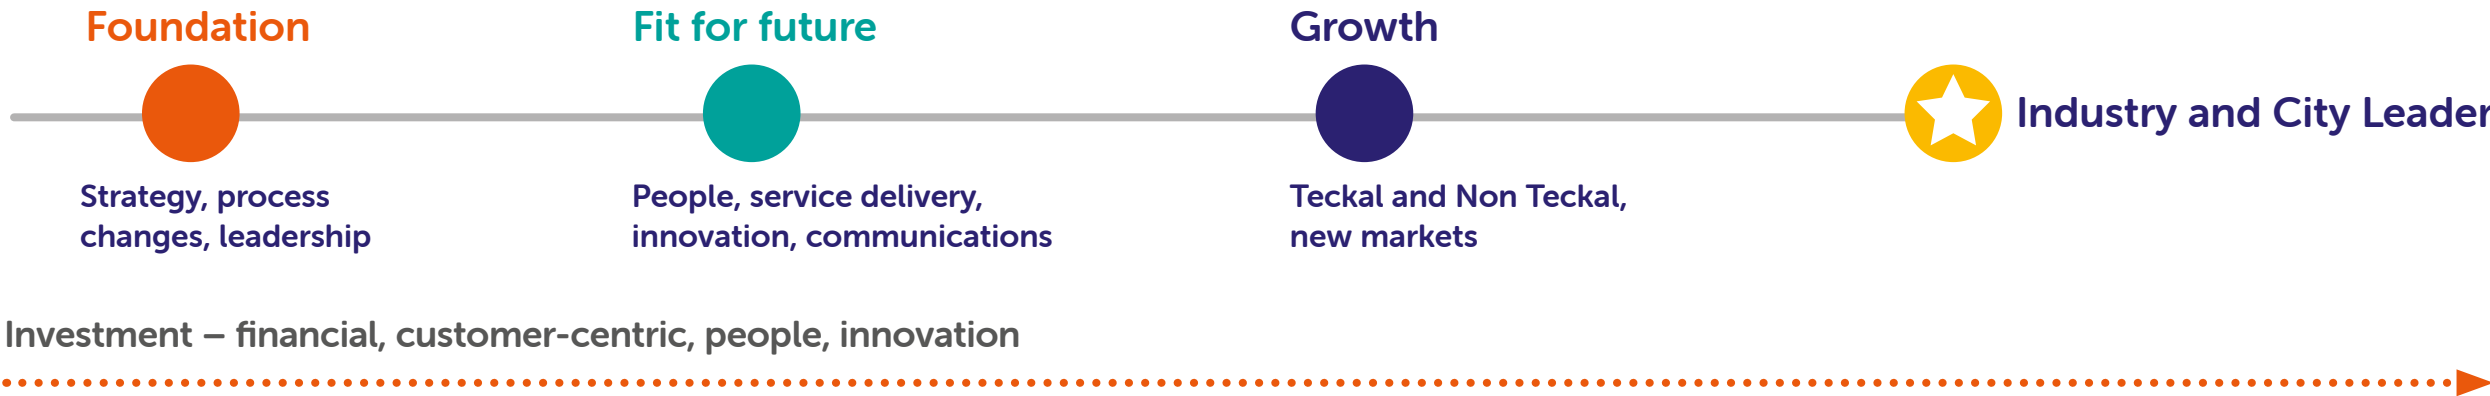 Foundation
Fit for future
Growth
Industry and City Leader
Strategy, process
changes, leadership
People, service delivery,
innovation, communications
Teckal and Non Teckal,
new markets
Investment – financial, customer-centric, people, innovation